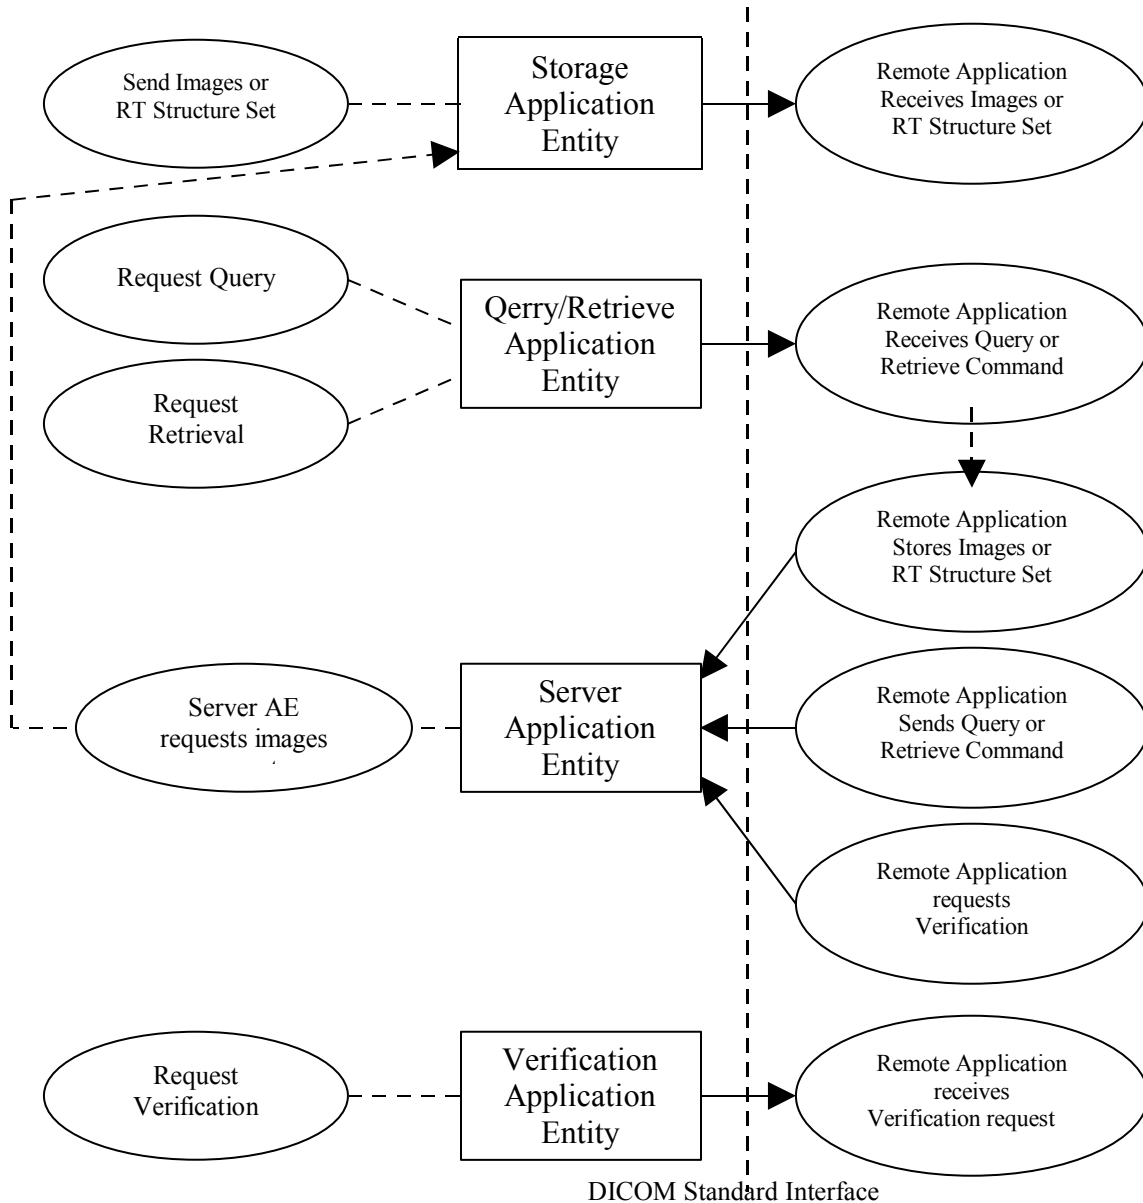 Send Images or
RT Structure Set
Storage
Application
Entity
Remote Application
Receives Images or
RT Structure Set
Request Query
Request
Retrieval
Qerry/Retrieve
Application
Entity
Remote Application
Receives Query or
Retrieve Command
Remote Application
Stores Images or
RT Structure Set
Server AE
requests images
Server
Application
Entity
Remote Application
Sends Query or
Retrieve Command
Remote Application
requests
Verification
Request
Verification
Verification
Application
Entity
Remote Application
receives
Verification request
DICOM Standard Interface